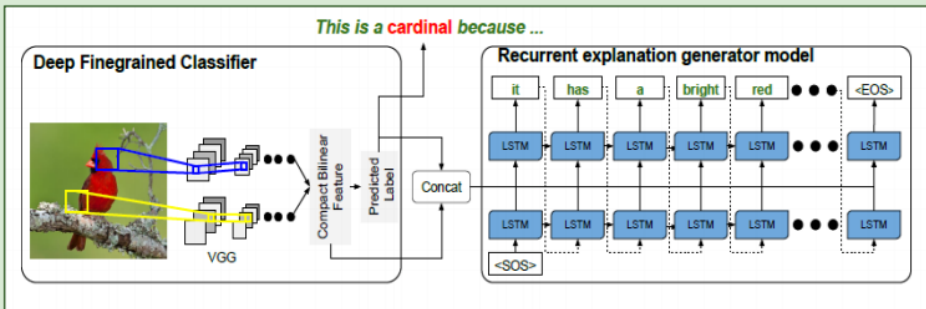 This is a cardinal because ...
Deep Finegrained Classifier
VGG
Compact Bilinear
Feature
Predicted
Label
Concat
Recurrent explanation generator model
it has a bright red <EOS>
LSTM LSTM LSTM LSTM LSTM LSTM
LSTM LSTM LSTM LSTM LSTM LSTM
<SOS>